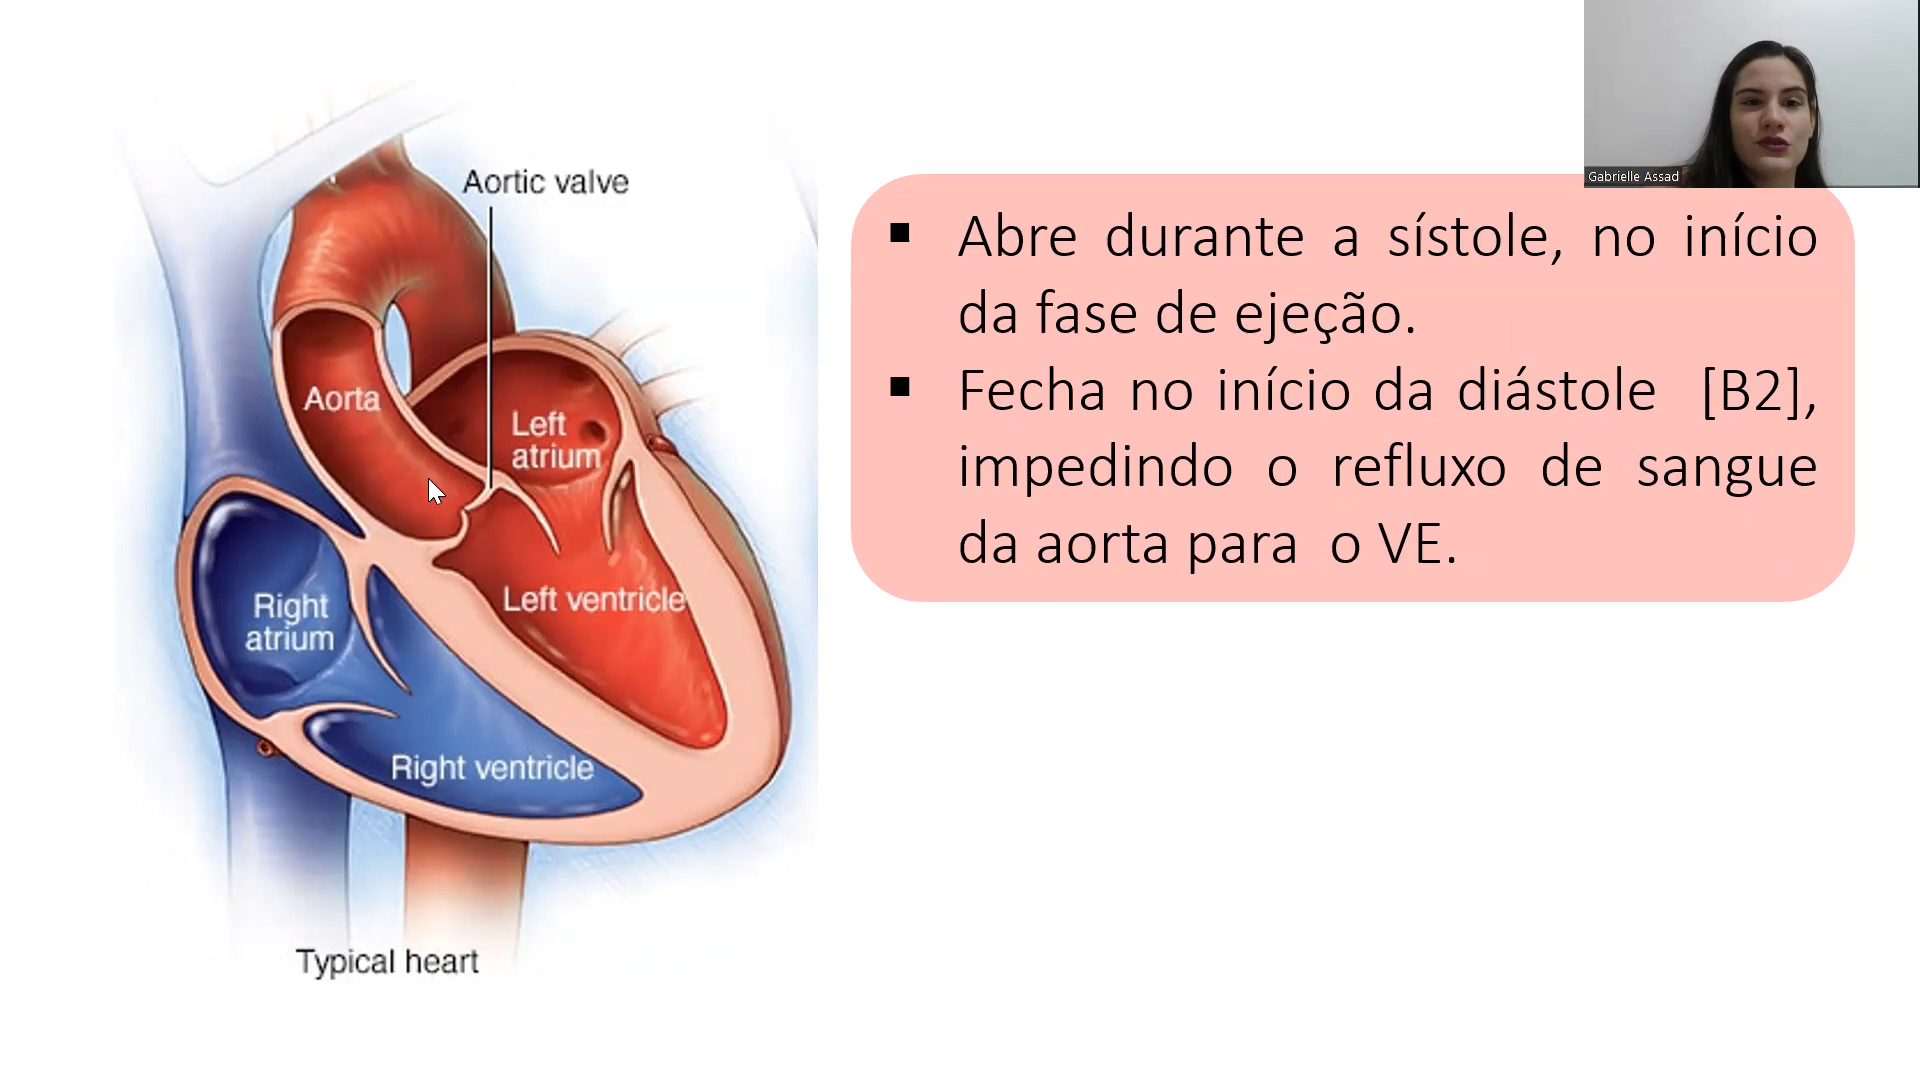 Gabrielle Assad
Aortic valve
Aorta
Left
atrium
Left ventricle
Right
atrium
Right ventricle
Typical heart
▪ Abre durante a sístole, no início
da fase de ejeção.
▪ Fecha no início da diástole [B2],
impedindo o refluxo de sangue
da aorta para o VE.